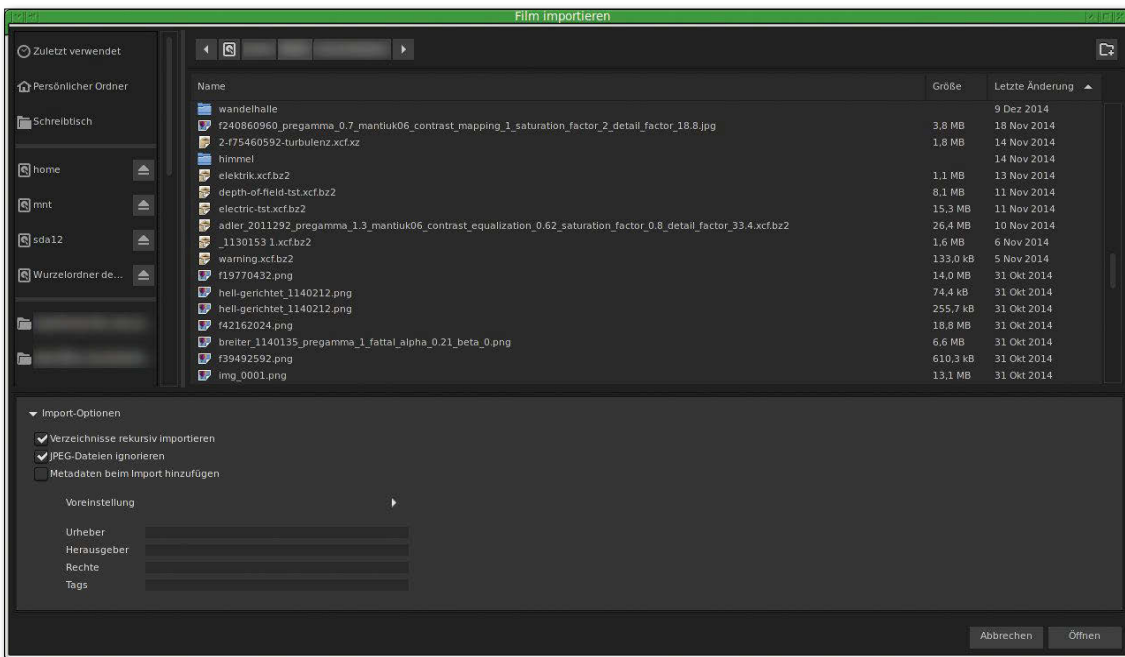 Film importieren
Zuletzt verwendet
Persönlicher Ordner
Schreibtisch
home
mnt
sda12
Wurzelordner de...
Name Größe Letzte Änderung
wandelhalle 9 Dez 2014
f240860960_pregamma_0.7_mantiuk06_contrast_mapping_1_saturation_factor_2_detail_factor_18.8.jpg 3,8 MB 18 Nov 2014
2-f75460592-turbulenz.xcf.xz 1,8 MB 14 Nov 2014
himmel 14 Nov 2014
elektrik.xcf.bz2 1,1 MB 13 Nov 2014
depth-of-field-tst.xcf.bz2 8,1 MB 11 Nov 2014
electric-tst.xcf.bz2 15,3 MB 11 Nov 2014
adler_2011292_pregamma_1.3_mantiuk06_contrast_equalization_0.62_saturation_factor_0.8_detail_factor_33.4.xcf.bz2 26,4 MB 10 Nov 2014
_1130153 1.xcf.bz2 1,6 MB 6 Nov 2014
warning.xcf.bz2 133,0 kB 5 Nov 2014
f19770432.png 14,0 MB 31 Okt 2014
hell-gerichtet_1140212.png 74,4 kB 31 Okt 2014
hell-gerichtet_1140212.png 255,7 kB 31 Okt 2014
f42162024.png 18,8 MB 31 Okt 2014
breiter_1140135_pregamma_1_fattal_alpha_0.21_beta_0.png 6,6 MB 31 Okt 2014
f39492592.png 610,3 kB 31 Okt 2014
img_0001.png 13,1 MB 31 Okt 2014
Import-Optionen
Verzeichnisse rekursiv importieren
JPEG-Dateien ignorieren
Metadaten beim Import hinzufügen
Voreinstellung
Urheber
Herausgeber
Rechte
Tags
Abbrechen Öffnen